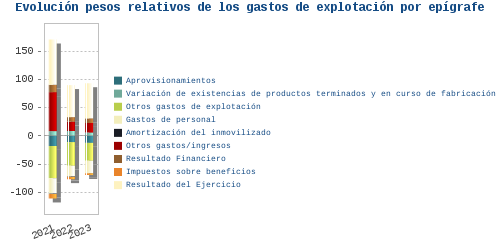 Evolución pesos relativos de los gastos de explotación por epígrafe
150
100
50
0
-50
-100
2021
2022
2023
Aprovisionamientos
Variación de existencias de productos terminados y en curso de fabricación
Otros gastos de explotación
Gastos de personal
Amortización del inmovilizado
Otros gastos/ingresos
Resultado Financiero
Impuestos sobre beneficios
Resultado del Ejercicio